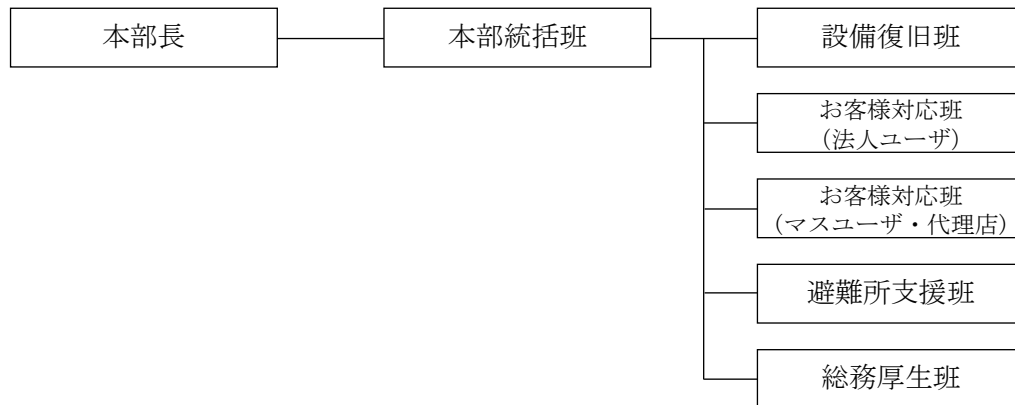 本部長
本部統括班
設備復旧班
お客様対応班
（法人ユーザ）
お客様対応班
（マスユーザ・代理店）
避難所支援班
総務厚生班